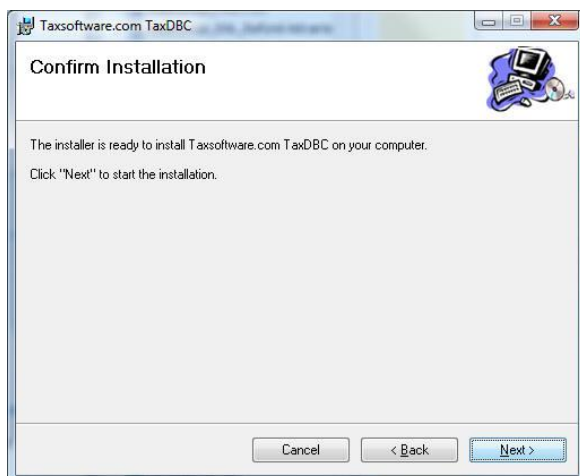 Taxsoftware.com TaxDBC
Confirm Installation
The installer is ready to install Taxsoftware.com TaxDBC on your computer.
Click "Next" to start the installation.
Cancel
< Back
Next >